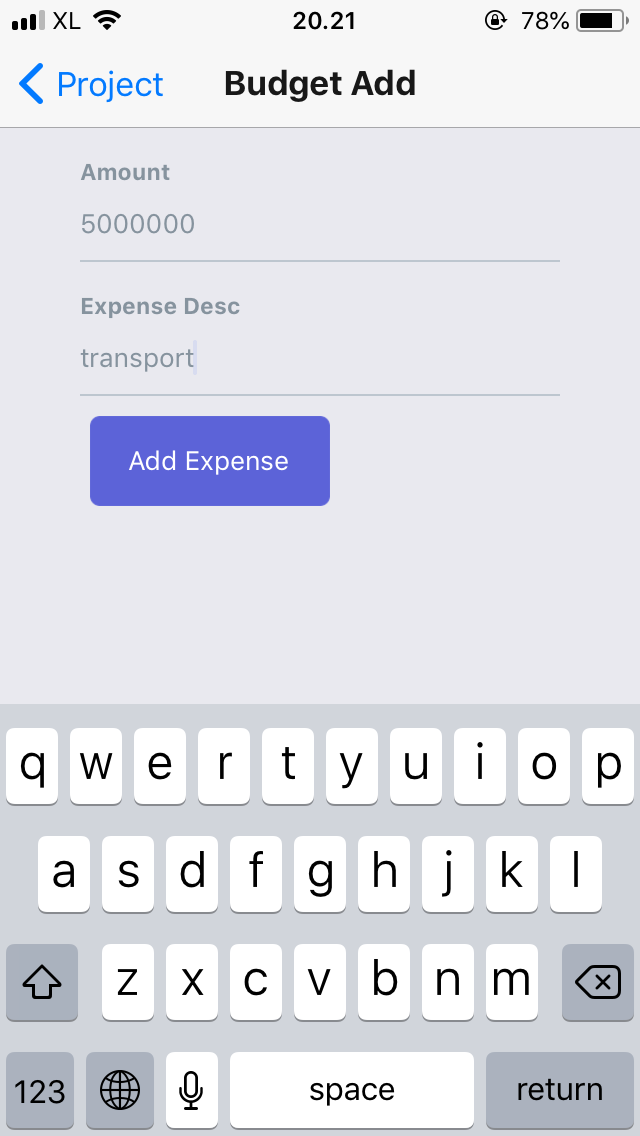 XL 20.21 78%
Project Budget Add
Amount
5000000
Expense Desc
transport
Add Expense
q w e r t y u i o p
a s d f g h j k l
z x c v b n m
123 space return